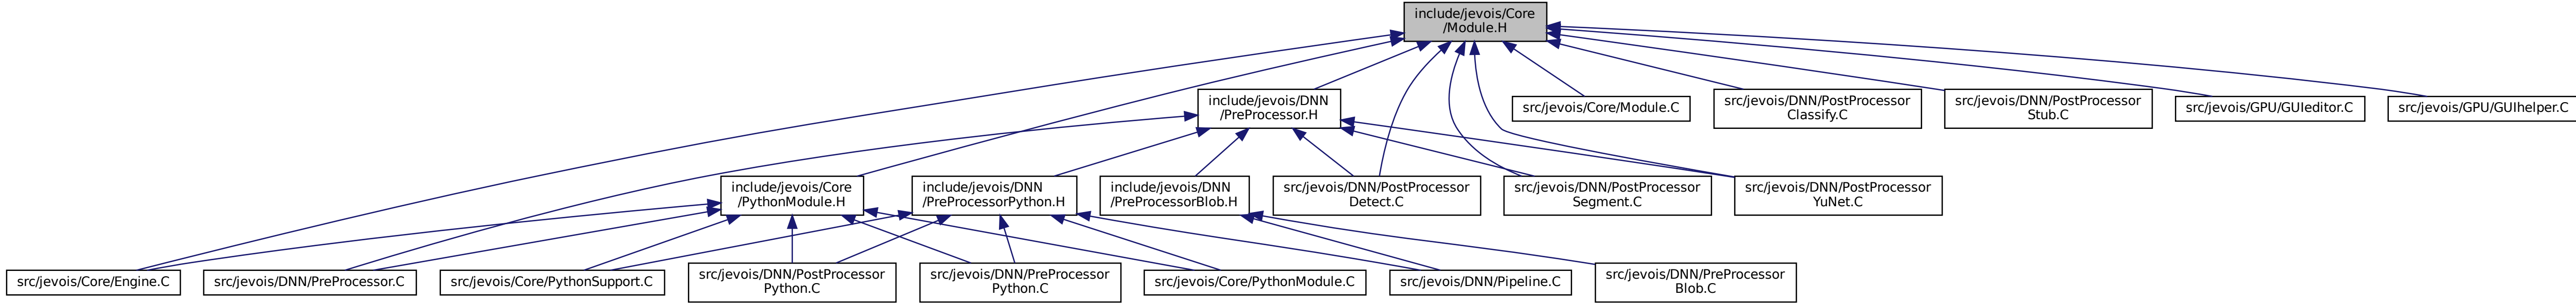 include/jevois/Core
/Module.H
include/jevois/DNN
/PreProcessor.H
src/jevois/Core/Module.C
src/jevois/DNN/PostProcessor
Classify.C
src/jevois/DNN/PostProcessor
Stub.C
src/jevois/GPU/GUIeditor.C
src/jevois/GPU/GUIhelper.C
include/jevois/Core
/PythonModule.H
include/jevois/DNN
/PreProcessorPython.H
include/jevois/DNN
/PreProcessorBlob.H
src/jevois/DNN/PostProcessor
Detect.C
src/jevois/DNN/PostProcessor
Segment.C
src/jevois/DNN/PostProcessor
YuNet.C
src/jevois/Core/Engine.C
src/jevois/DNN/PreProcessor.C
src/jevois/Core/PythonSupport.C
src/jevois/DNN/PostProcessor
Python.C
src/jevois/DNN/PreProcessor
Python.C
src/jevois/Core/PythonModule.C
src/jevois/DNN/Pipeline.C
src/jevois/DNN/PreProcessor
Blob.C